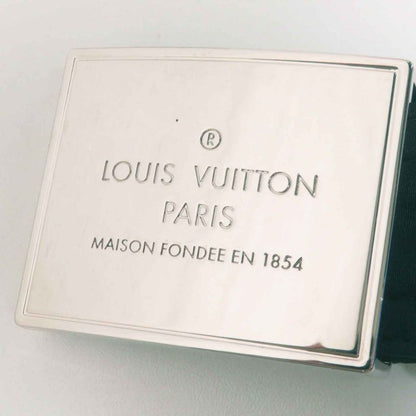 ®
LOUIS VUITTON
PARIS
MAISON FONDEE EN 1854